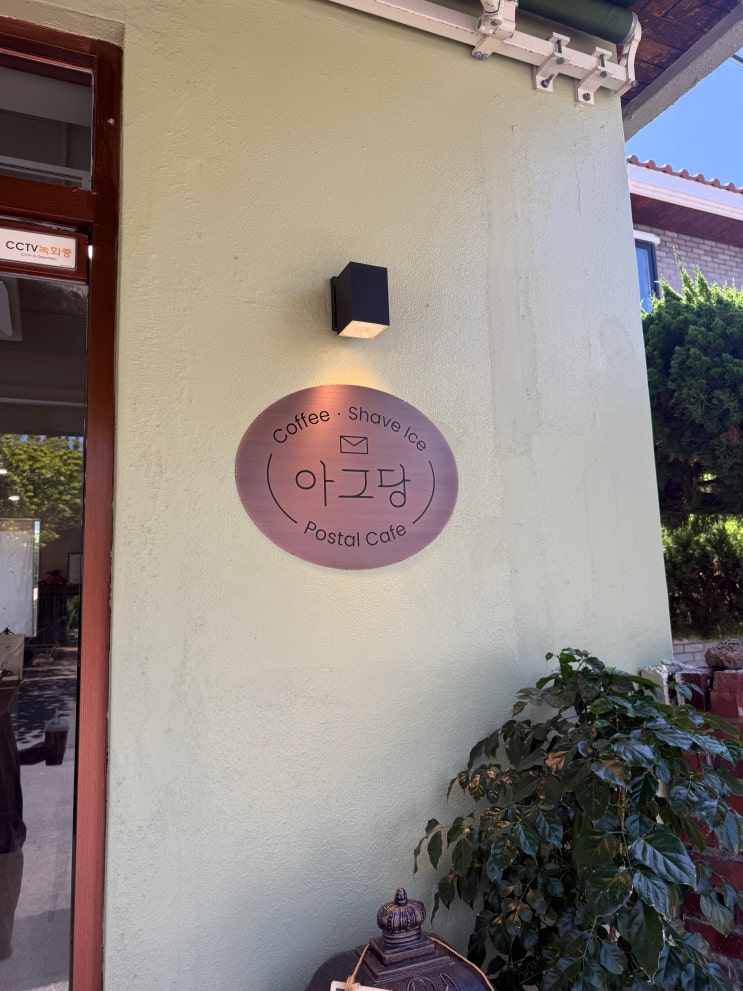 CCTV녹화중
Coffee · Shave Ice
아그당
Postal Cafe